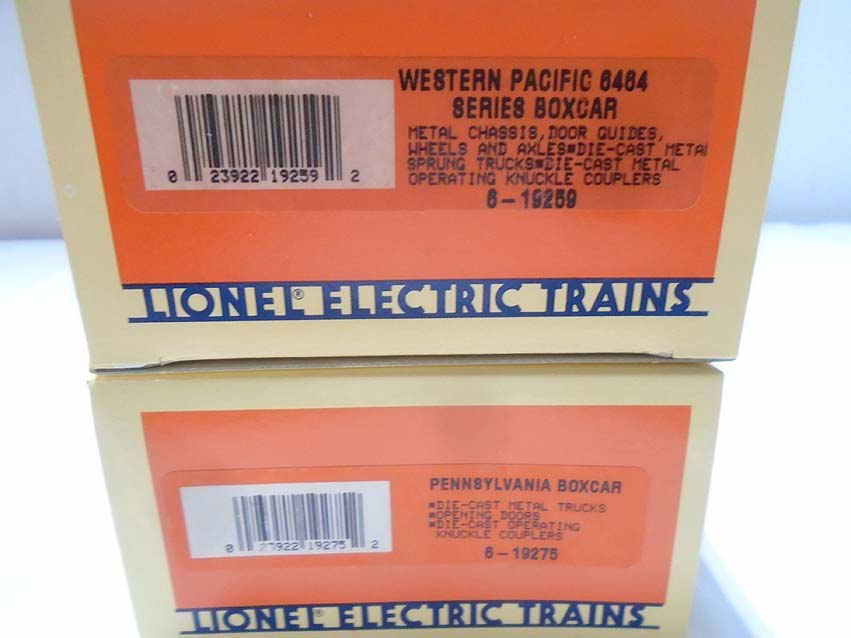 WESTERN PACIFIC 6464
SERIES BOXCAR
METAL CHASSIS, DOOR GUIDES,
WHEELS AND AXLES■DIE-CAST METAL
SPRUNG TRUCKS■DIE-CAST METAL
OPERATING KNUCKLE COUPLERS
6-19259
0 23922 19259 2
LIONEL® ELECTRIC TRAINS
PENNSYLVANIA BOXCAR
■DIE-CAST METAL TRUCKS
■OPENING DOORS
■DIE-CAST OPERATING
KNUCKLE COUPLERS
6-19275
0 23922 19275 2
LIONEL® ELECTRIC TRAINS